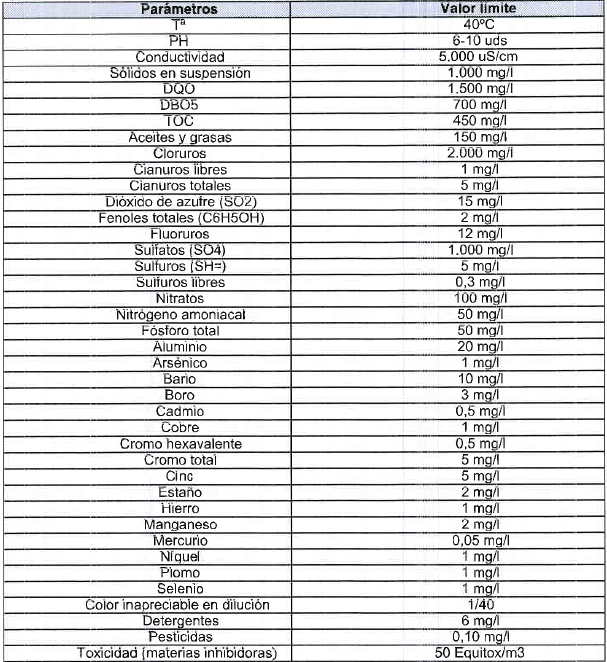 Parámetros Valor límite
Tª 40ºC
PH 6-10 uds
Conductividad 5.000 uS/cm
Sólidos en suspensión 1.000 mg/l
DQO 1.500 mg/l
DBO5 700 mg/l
TOC 450 mg/l
Aceites y grasas 150 mg/l
Cloruros 2.000 mg/l
Cianuros libres 1 mg/l
Cianuros totales 5 mg/l
Dióxido de azufre (SO2) 15 mg/l
Fenoles totales (C6H5OH) 2 mg/l
Fluoruros 12 mg/l
Sulfatos (SO4) 1.000 mg/l
Sulfuros (SH=) 5 mg/l
Sulfuros libres 0,3 mg/l
Nitratos 100 mg/l
Nitrógeno amoniacal 50 mg/l
Fósforo total 50 mg/l
Aluminio 20 mg/l
Arsénico 1 mg/l
Bario 10 mg/l
Boro 3 mg/l
Cadmio 0,5 mg/l
Cobre 1 mg/l
Cromo hexavalente 0,5 mg/l
Cromo total 5 mg/l
Cinc 5 mg/l
Estaño 2 mg/l
Hierro 1 mg/l
Manganeso 2 mg/l
Mercurio 0,05 mg/l
Níquel 1 mg/l
Plomo 1 mg/l
Selenio 1 mg/l
Color inapreciable en dilución 1/40
Detergentes 6 mg/l
Pesticidas 0,10 mg/l
Toxicidad (materias inhibidoras) 50 Equitox/m3